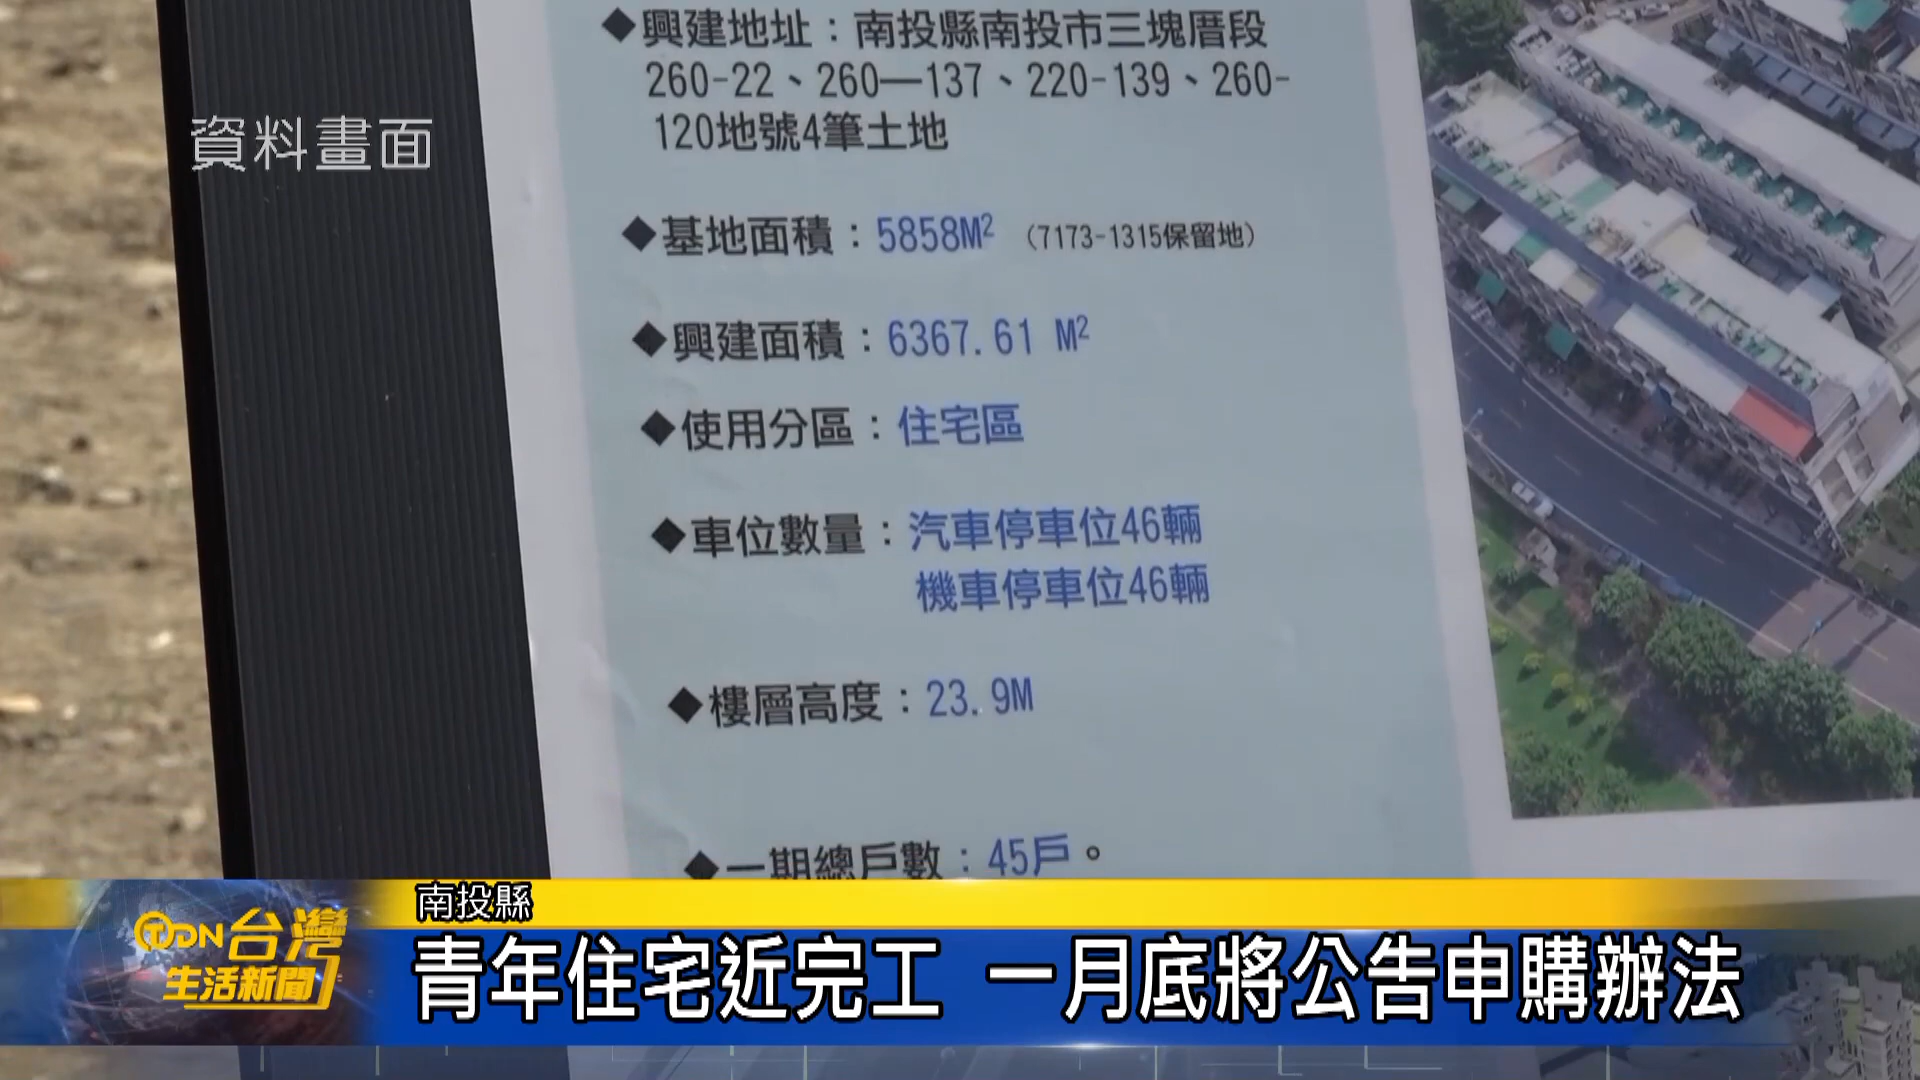 ◆興建地址：南投縣南投市三塊厝段
260-22、260—137、220-139、260-
120地號4筆土地
資料畫面
◆基地面積：5858M² (7173-1315保留地)
◆興建面積：6367.61 M²
◆使用分區：住宅區
◆車位數量：汽車停車位46輛
機車停車位46輛
◆樓層高度：23.9M
◆一期總戶數：45戶。
南投縣
TDN台灣
生活新聞
青年住宅近完工 一月底將公告申購辦法